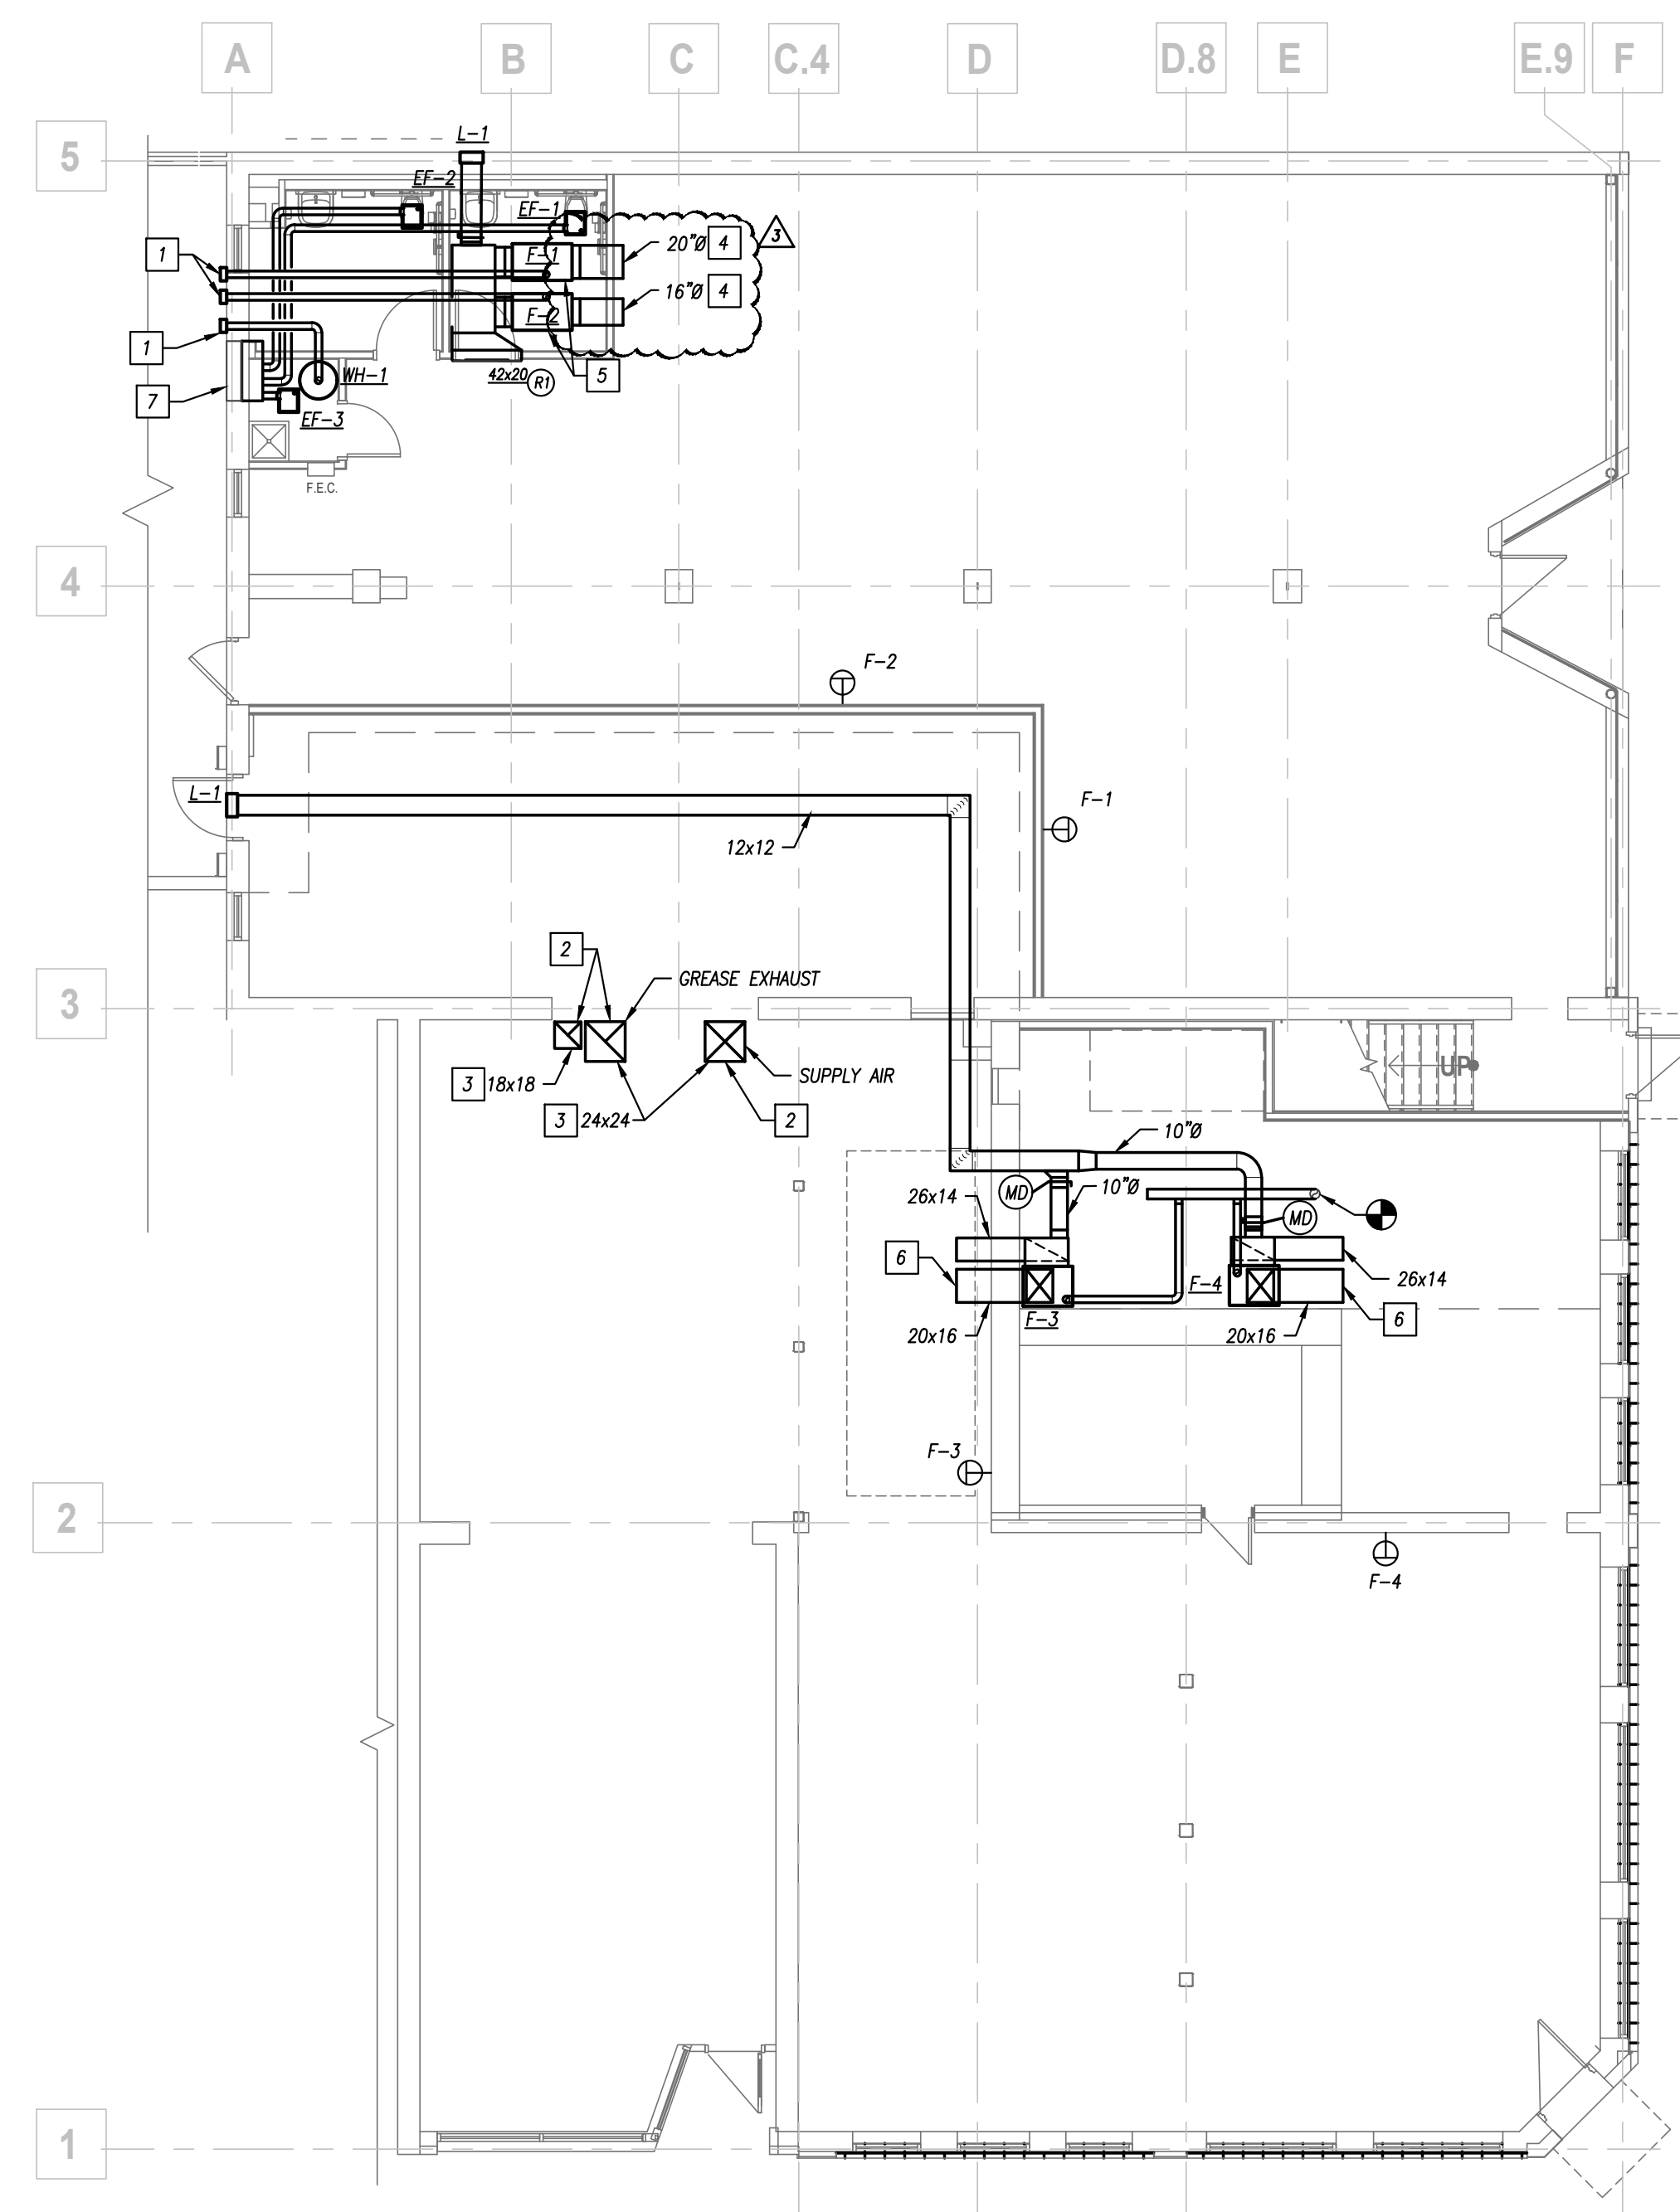 A B C C.4 D D.8 E E.9 F
5
L-1
EF-2
EF-1
1
F-1
20"Ø 4
3
16"Ø 4
F-2
1
42x20 R1
5
WH-1
7
EF-3
F.E.C.
4
F-2
L-1
F-1
12x12
2
GREASE EXHAUST
3
SUPPLY AIR
3 18x18
3 24x24
2
UP
10"Ø
MD
10"Ø
26x14
MD
6
F-4
26x14
F-3
6
20x16
20x16
F-3
2
F-4
1